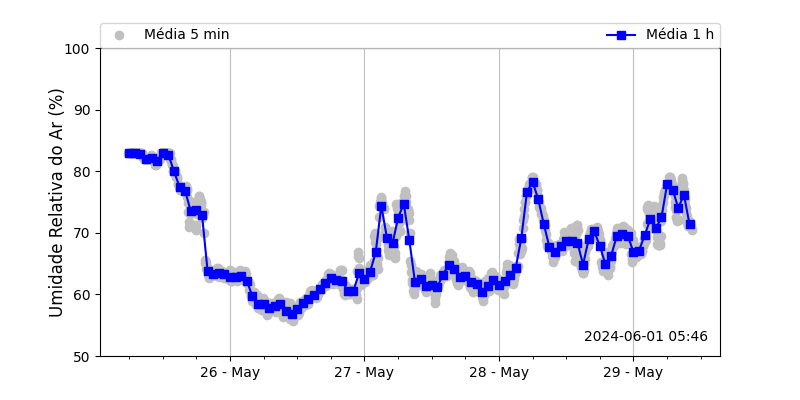 Média 5 min
Média 1 h
Umidade Relativa do Ar (%)
100
90
80
70
60
50
2024-06-01 05:46
26 - May
27 - May
28 - May
29 - May